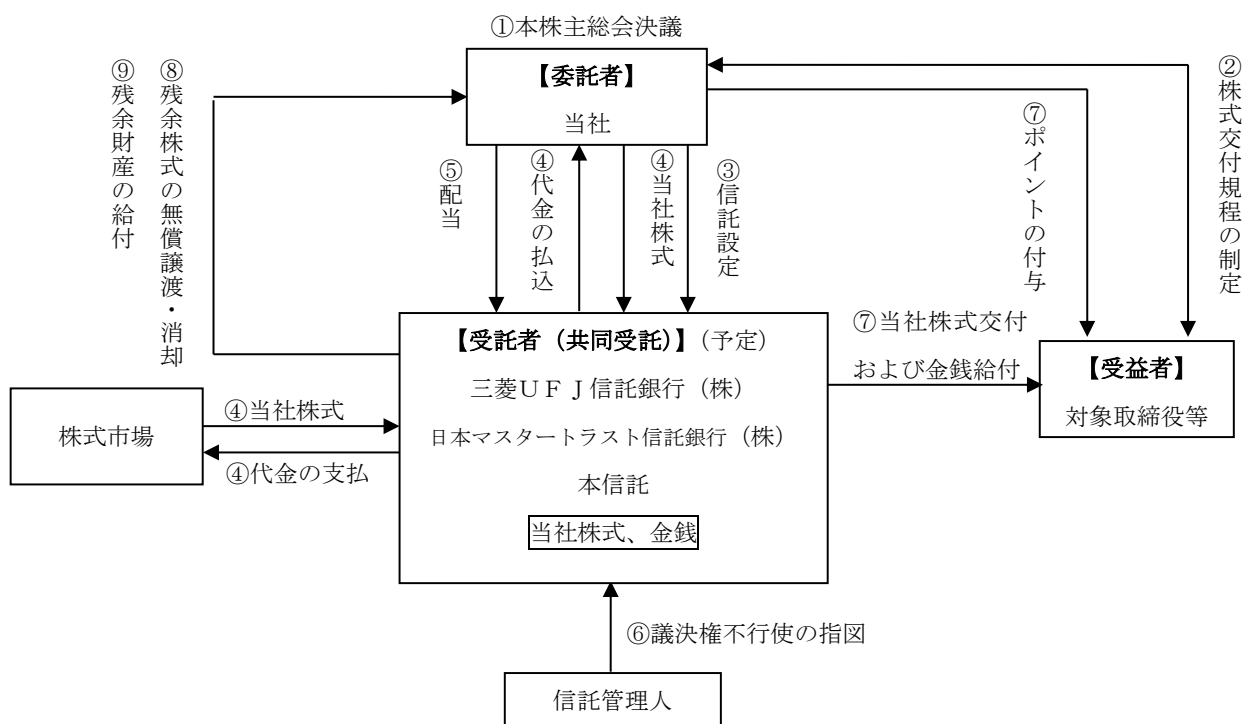 ①本株主総会決議
【委託者】
当社
⑨残余財産の給付
⑧残余株式の無償譲渡・消却
⑤配当
④代金の払込
④当社株式
③信託設定
⑦ポイントの付与
②株式交付規程の制定
【受託者（共同受託）】（予定）
三菱ＵＦＪ信託銀行（株）
日本マスタートラスト信託銀行（株）
本信託
当社株式、金銭
⑦当社株式交付
および金銭給付
【受益者】
対象取締役等
株式市場
④当社株式
④代金の支払
⑥議決権不行使の指図
信託管理人